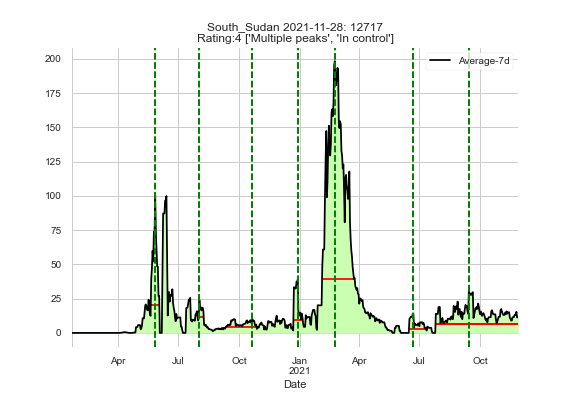 South_Sudan 2021-11-28: 12717
Rating:4 ['Multiple peaks', 'In control']
Average-7d
200
175
150
125
100
75
50
25
0
Apr
Jul
Oct
Jan
2021
Apr
Jul
Oct
Date